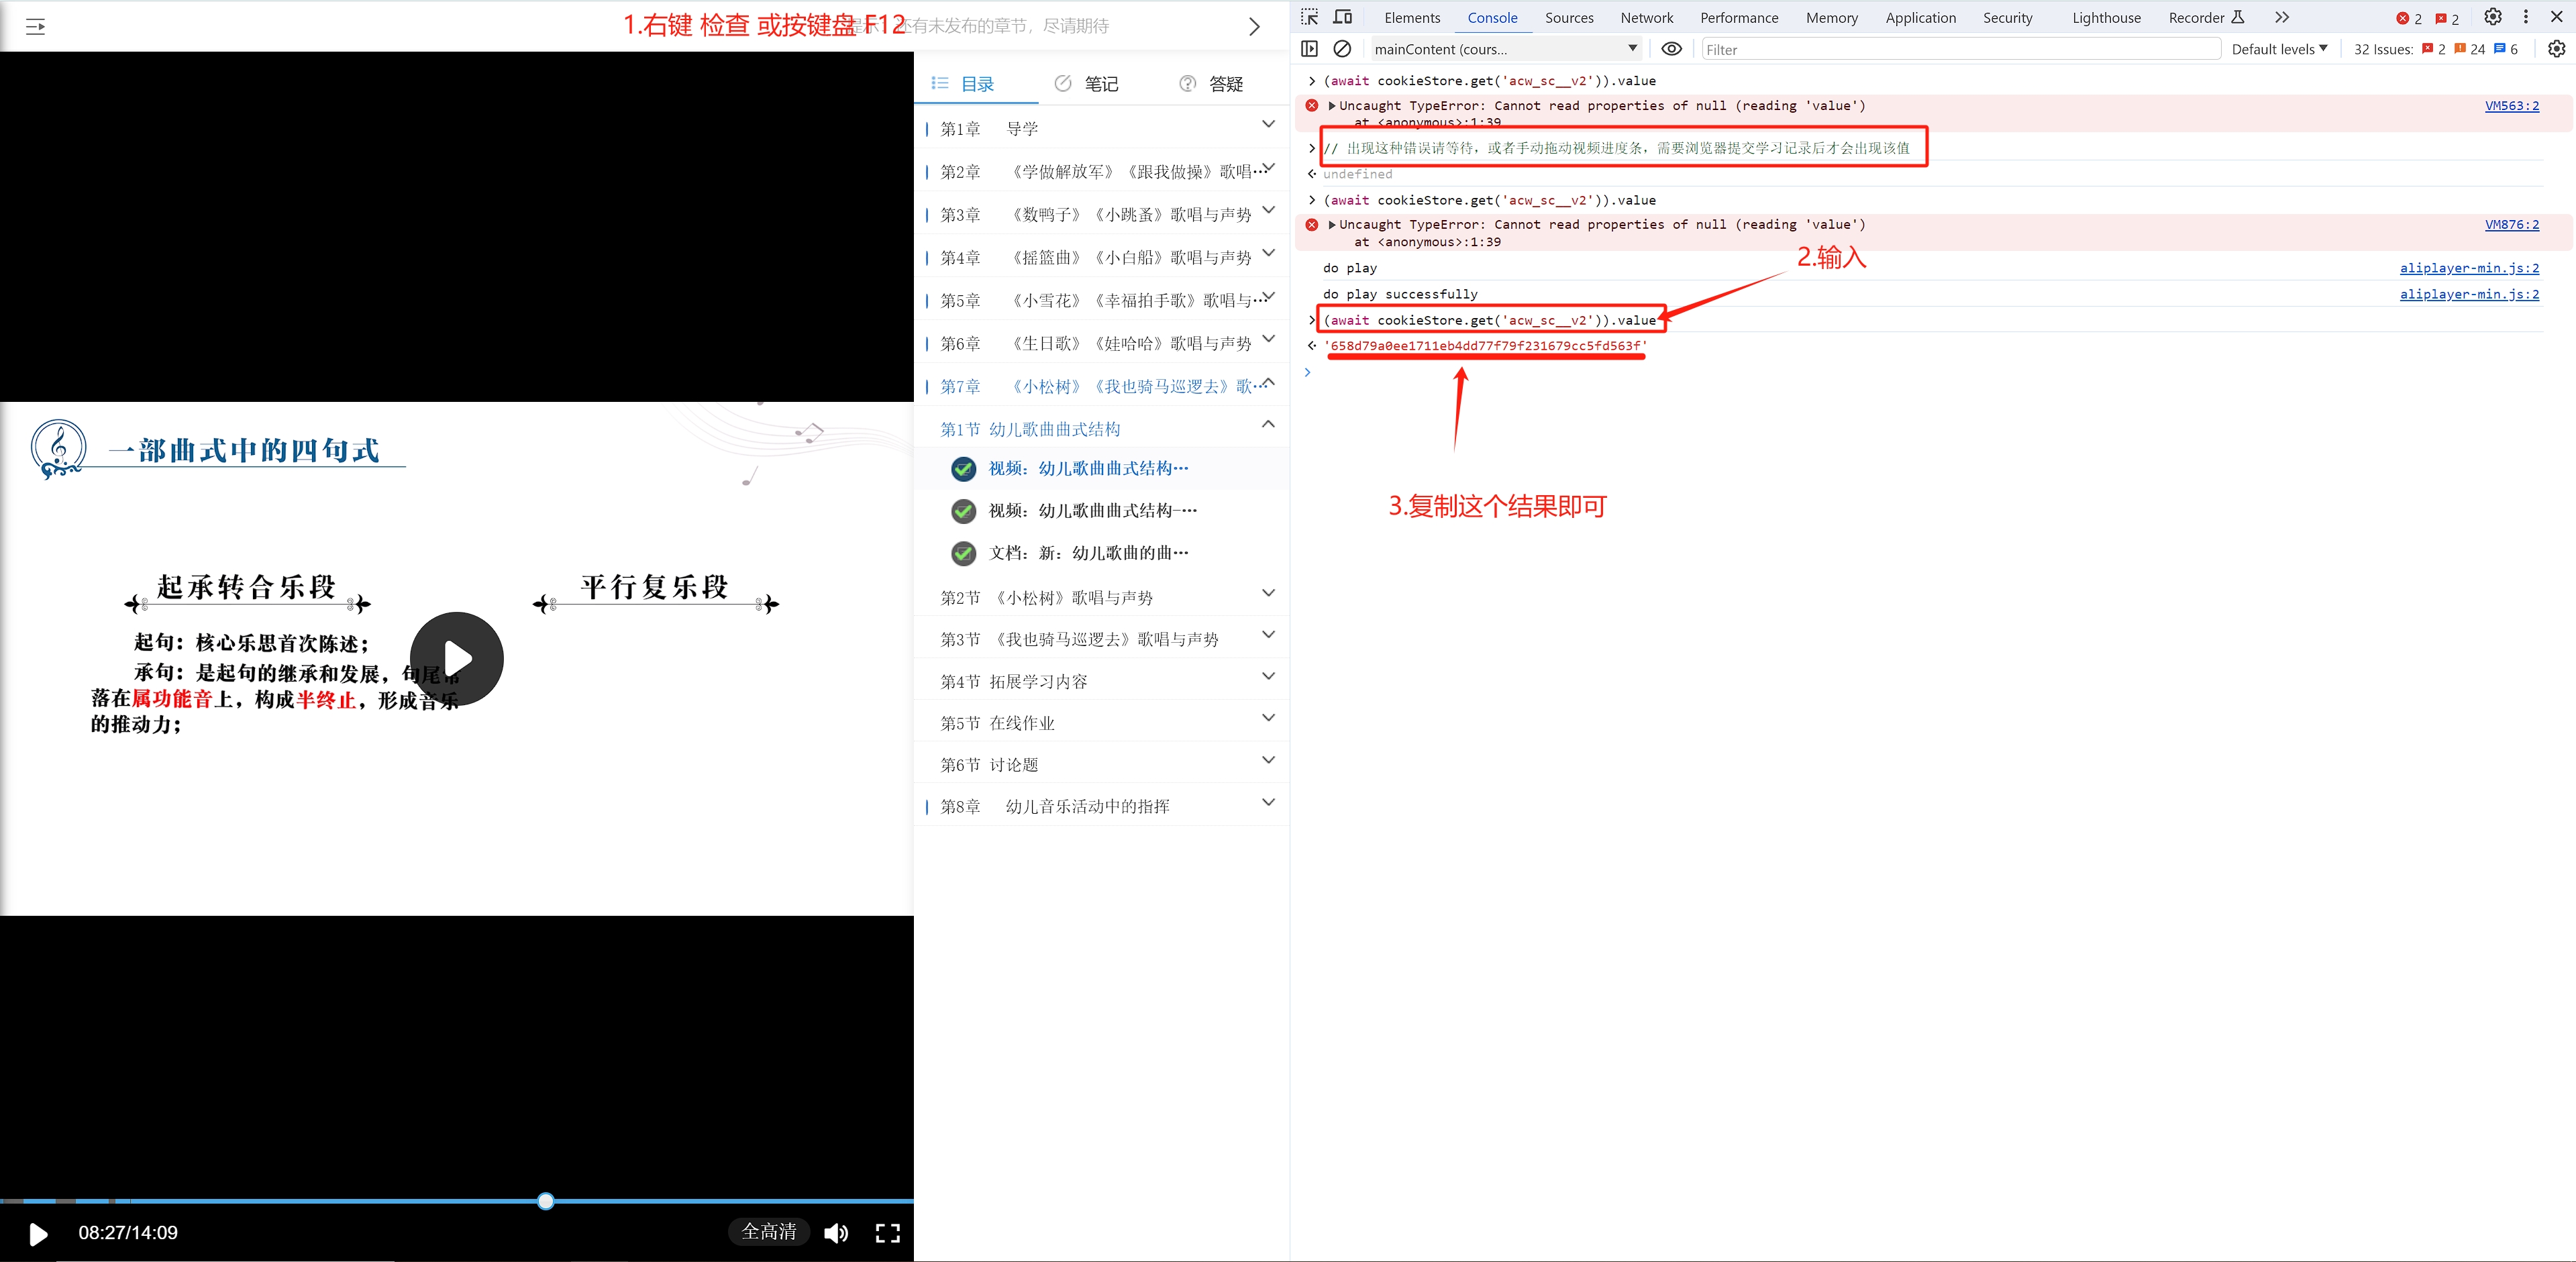 1.右键 检查 或按键盘 F12
还有未发布的章节，尽请期待
目录
笔记
答疑
第1章 导学
第2章 《学做解放军》《跟我做操》歌唱…
第3章 《数鸭子》《小跳蚤》歌唱与声势
第4章 《摇篮曲》《小白船》歌唱与声势
第5章 《小雪花》《幸福拍手歌》歌唱与…
第6章 《生日歌》《娃哈哈》歌唱与声势
第7章 《小松树》《我也骑马巡逻去》歌…
第1节 幼儿歌曲曲式结构
视频：幼儿歌曲曲式结构…
视频：幼儿歌曲曲式结构-…
文档：新：幼儿歌曲的曲…
第2节 《小松树》歌唱与声势
第3节 《我也骑马巡逻去》歌唱与声势
第4节 拓展学习内容
第5节 在线作业
第6节 讨论题
第8章 幼儿音乐活动中的指挥
一部曲式中的四句式
起承转合乐段
平行复乐段
起句：核心乐思首次陈述；
承句：是起句的继承和发展，句尾常
落在属功能音上，构成半终止，形成音乐
的推动力；
08:27/14:09
全高清
Elements
Console
Sources
Network
Performance
Memory
Application
Security
Lighthouse
Recorder
2
2
mainContent (cours...
Filter
Default levels
32 Issues:
2
24
6
(await cookieStore.get('acw_sc__v2')).value
Uncaught TypeError: Cannot read properties of null (reading 'value')
VM563:2
at <anonymous>:1:39
// 出现这种错误请等待，或者手动拖动视频进度条，需要浏览器提交学习记录后才会出现该值
undefined
(await cookieStore.get('acw_sc__v2')).value
Uncaught TypeError: Cannot read properties of null (reading 'value')
VM876:2
at <anonymous>:1:39
2.输入
do play
aliplayer-min.js:2
do play successfully
aliplayer-min.js:2
(await cookieStore.get('acw_sc__v2')).value
'658d79a0ee1711eb4dd77f79f231679cc5fd563f'
3.复制这个结果即可